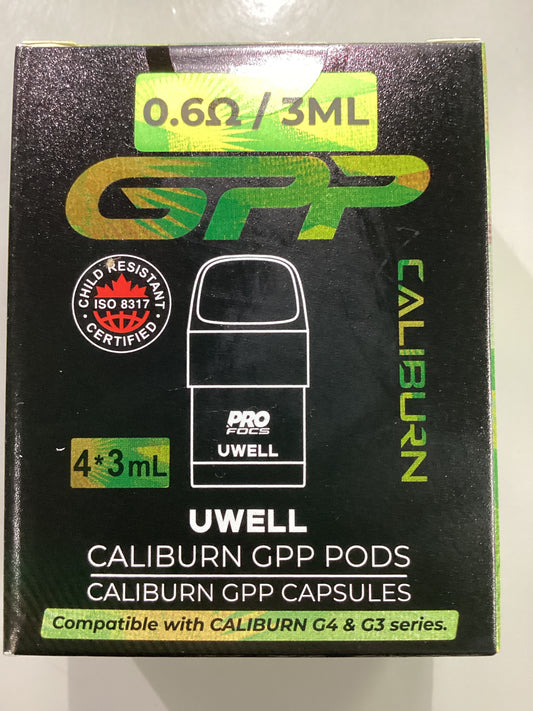 0.6Ω / 3ML
GPP
CALIBURN
CHILD RESISTANT
ISO 8317
CERTIFIED
PRO
FOCS
UWELL
4*3mL
UWELL
CALIBURN GPP PODS
CALIBURN GPP CAPSULES
Compatible with CALIBURN G4 & G3 series.